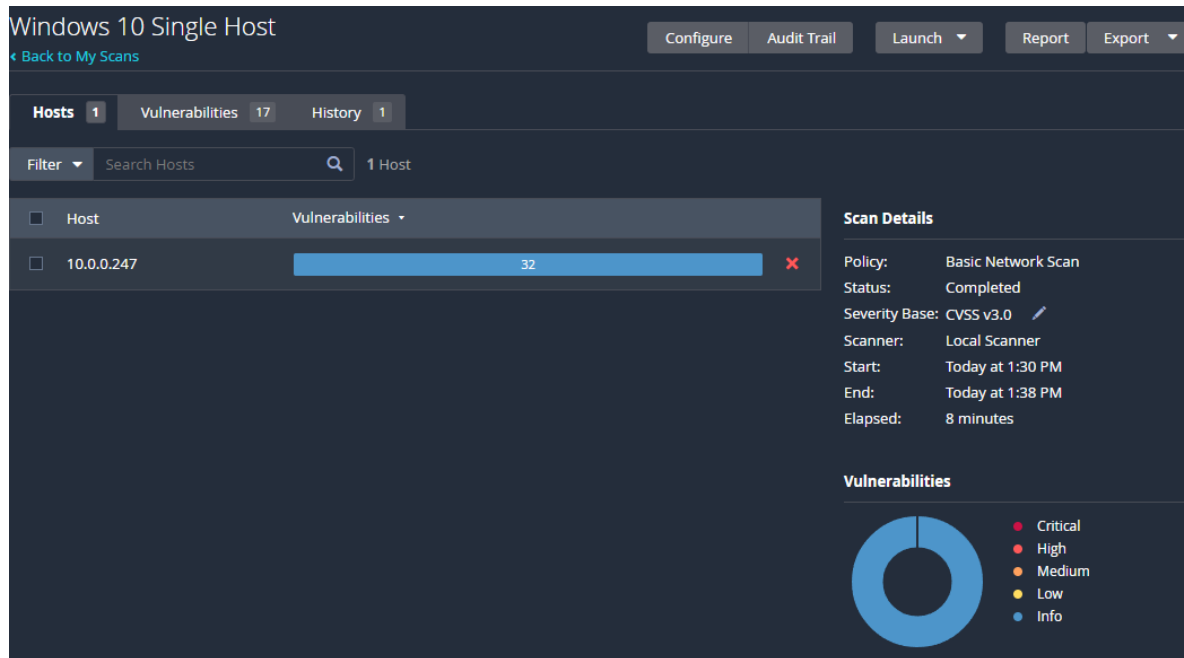 Windows 10 Single Host
‹ Back to My Scans
Configure Audit Trail Launch Report Export
Hosts 1 Vulnerabilities 17 History 1
Filter Search Hosts 1 Host
Host Vulnerabilities
10.0.0.247 32
Scan Details
Policy: Basic Network Scan
Status: Completed
Severity Base: CVSS v3.0
Scanner: Local Scanner
Start: Today at 1:30 PM
End: Today at 1:38 PM
Elapsed: 8 minutes
Vulnerabilities
Critical
High
Medium
Low
Info